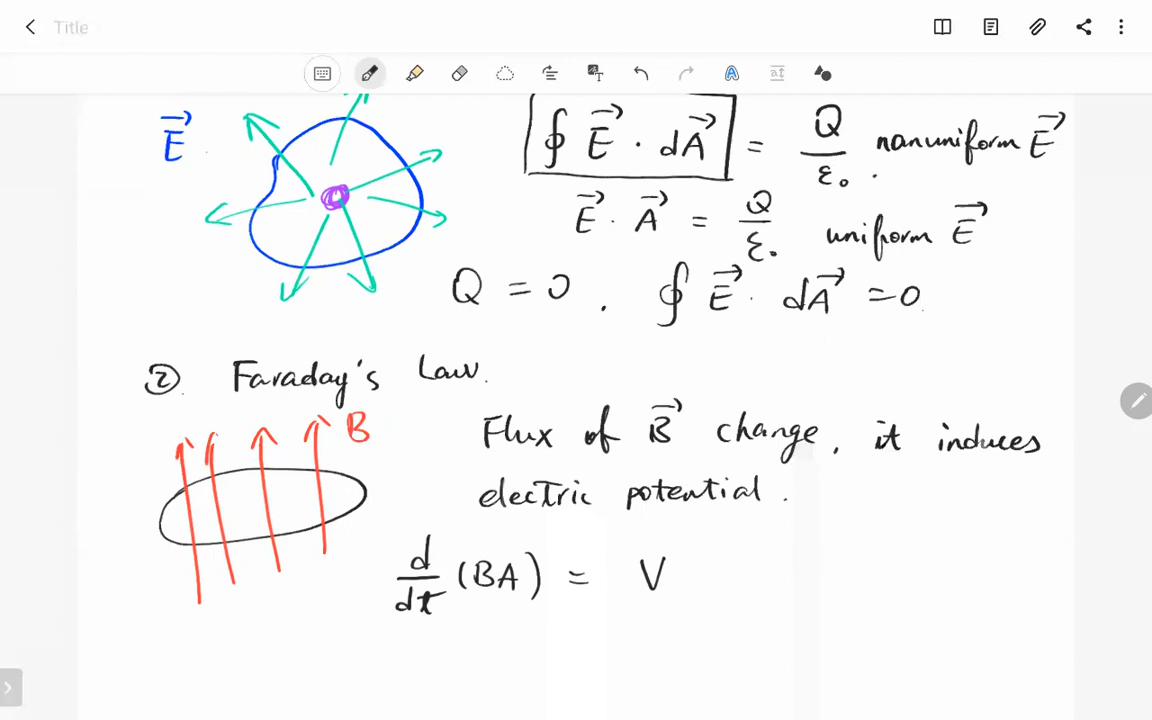 Title
E⃗
∮ E⃗ · dA⃗ = Q/ε₀ . nanuniform E⃗
E⃗ · A⃗ = Q/ε₀ uniform E⃗
Q = 0 . ∮ E⃗ · dA⃗ = 0
② Faraday's Law.
B
Flux of B⃗ change, it induces
electric potential.
d/dt (BA) = V